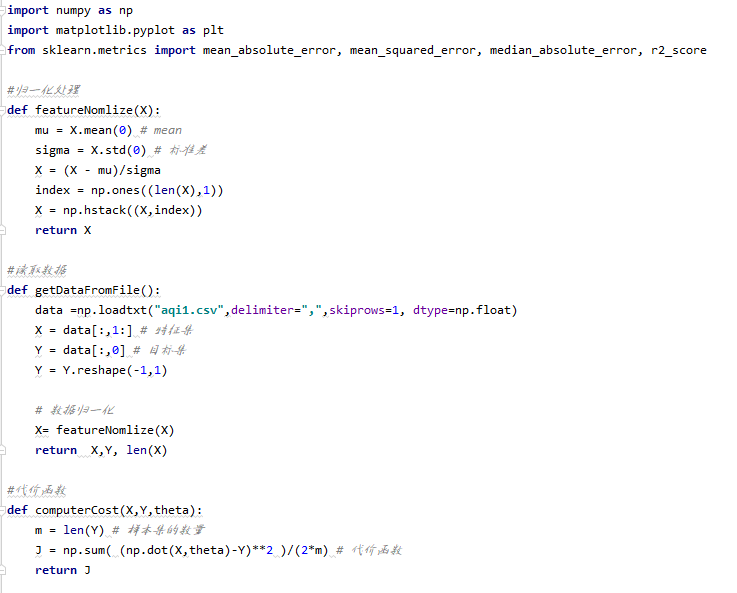 import numpy as np
import matplotlib.pyplot as plt
from sklearn.metrics import mean_absolute_error, mean_squared_error, median_absolute_error, r2_score
#归一化处理
def featureNomlize(X):
    mu = X.mean(0) # mean
    sigma = X.std(0) # 标准差
    X = (X - mu)/sigma
    index = np.ones((len(X),1))
    X = np.hstack((X,index))
    return X
#读取数据
def getDataFromFile():
    data =np.loadtxt("aqi1.csv",delimiter=",",skiprows=1, dtype=np.float)
    X = data[:,1:] # 特征集
    Y = data[:,0] # 目标集
    Y = Y.reshape(-1,1)
    # 数据归一化
    X= featureNomlize(X)
    return  X,Y, len(X)
#代价函数
def computerCost(X,Y,theta):
    m = len(Y) # 样本集的数量
    J = np.sum( (np.dot(X,theta)-Y)**2 )/(2*m) # 代价函数
    return J